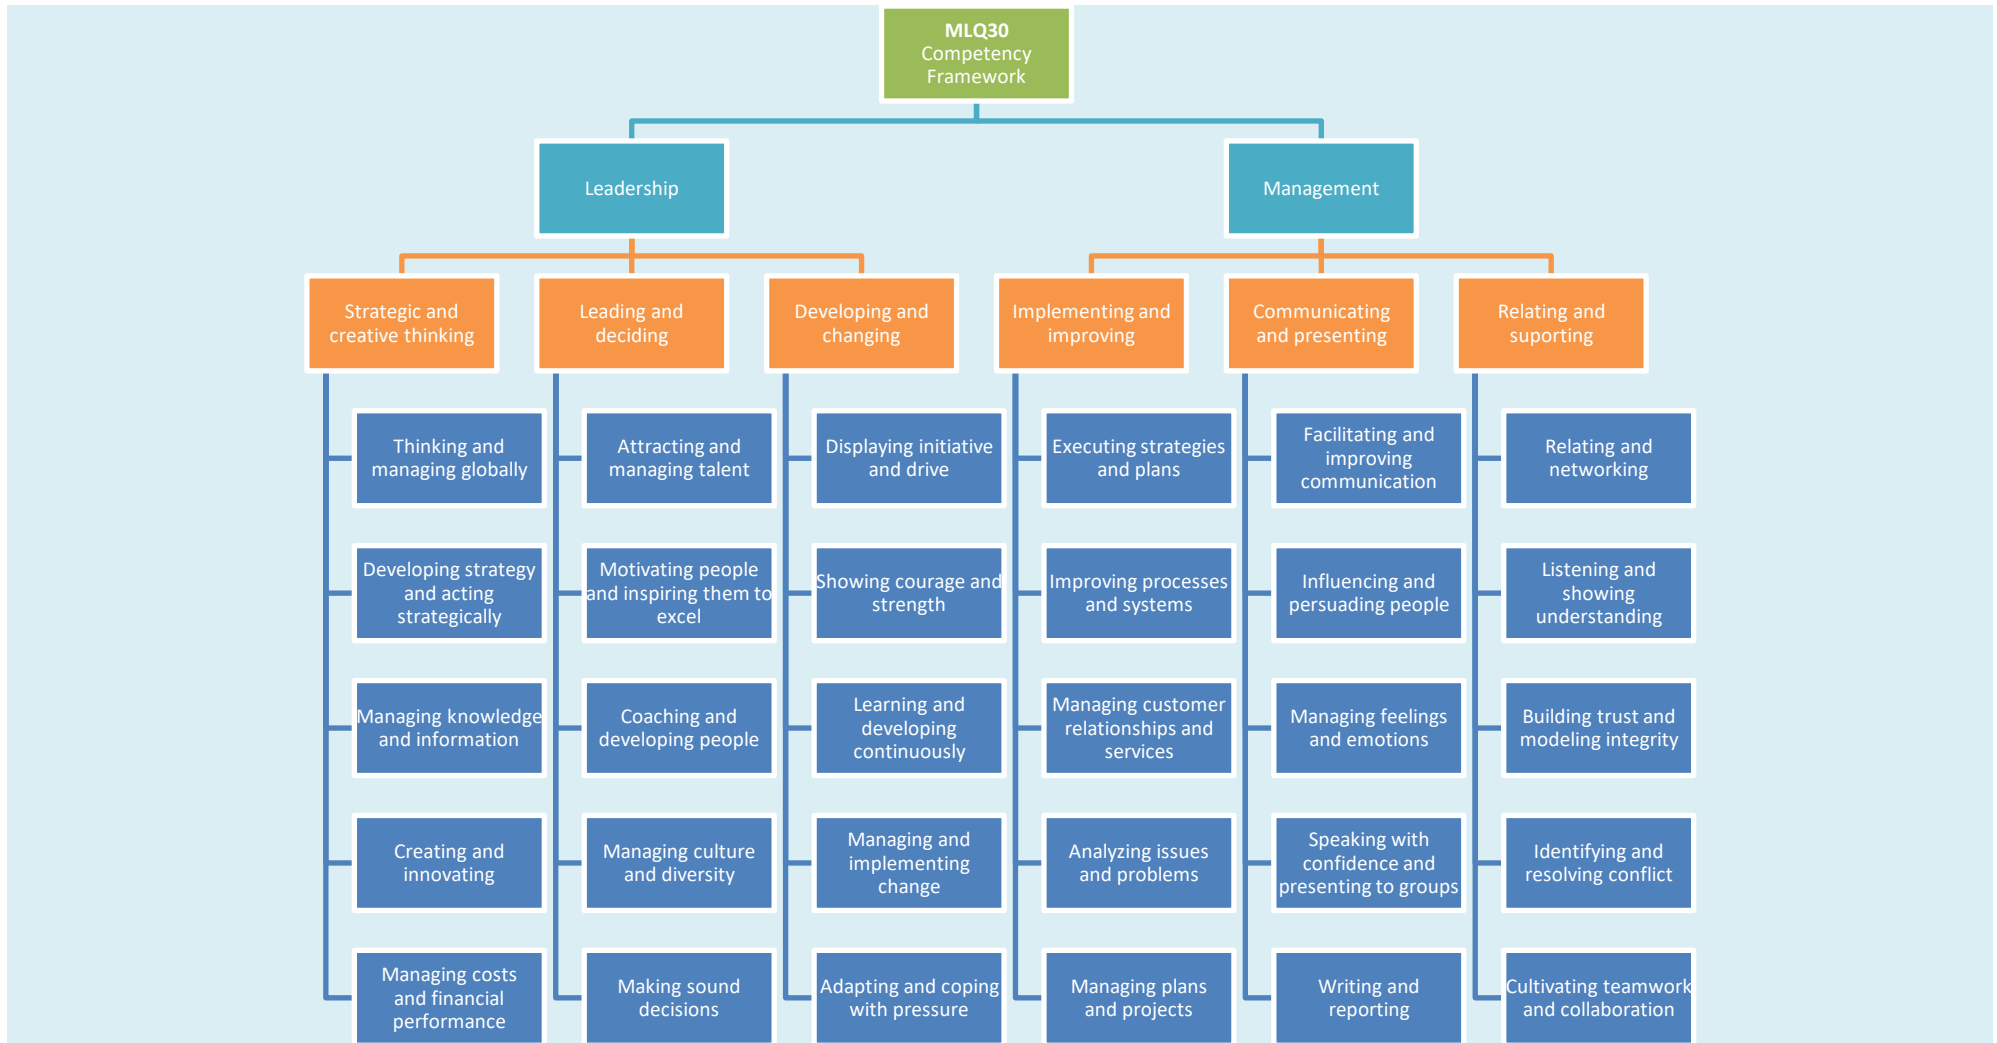 MLQ30
Competency
Framework
Leadership
Management
Strategic and
creative thinking
Leading and
deciding
Developing and
changing
Implementing and
improving
Communicating
and presenting
Relating and
suporting
Thinking and
managing globally
Attracting and
managing talent
Displaying initiative
and drive
Executing strategies
and plans
Facilitating and
improving
communication
Relating and
networking
Developing strategy
and acting
strategically
Motivating people
and inspiring them to
excel
Showing courage and
strength
Improving processes
and systems
Influencing and
persuading people
Listening and
showing
understanding
Managing knowledge
and information
Coaching and
developing people
Learning and
developing
continuously
Managing customer
relationships and
services
Managing feelings
and emotions
Building trust and
modeling integrity
Creating and
innovating
Managing culture
and diversity
Managing and
implementing
change
Analyzing issues
and problems
Speaking with
confidence and
presenting to groups
Identifying and
resolving conflict
Managing costs
and financial
performance
Making sound
decisions
Adapting and coping
with pressure
Managing plans
and projects
Writing and
reporting
Cultivating teamwork
and collaboration